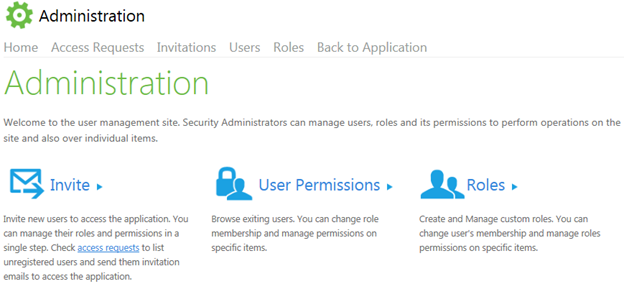 Administration
Home Access Requests Invitations Users Roles Back to Application
Administration
Welcome to the user management site. Security Administrators can manage users, roles and its permissions to perform operations on the
site and also over individual items.
Invite
Invite new users to access the application. You
can manage their roles and permissions in a
single step. Check access requests to list
unregistered users and send them invitation
emails to access the application.
User Permissions
Browse exiting users. You can change role
membership and manage permissions on
specific items.
Roles
Create and Manage custom roles. You can
change user's membership and manage roles
permissions on specific items.